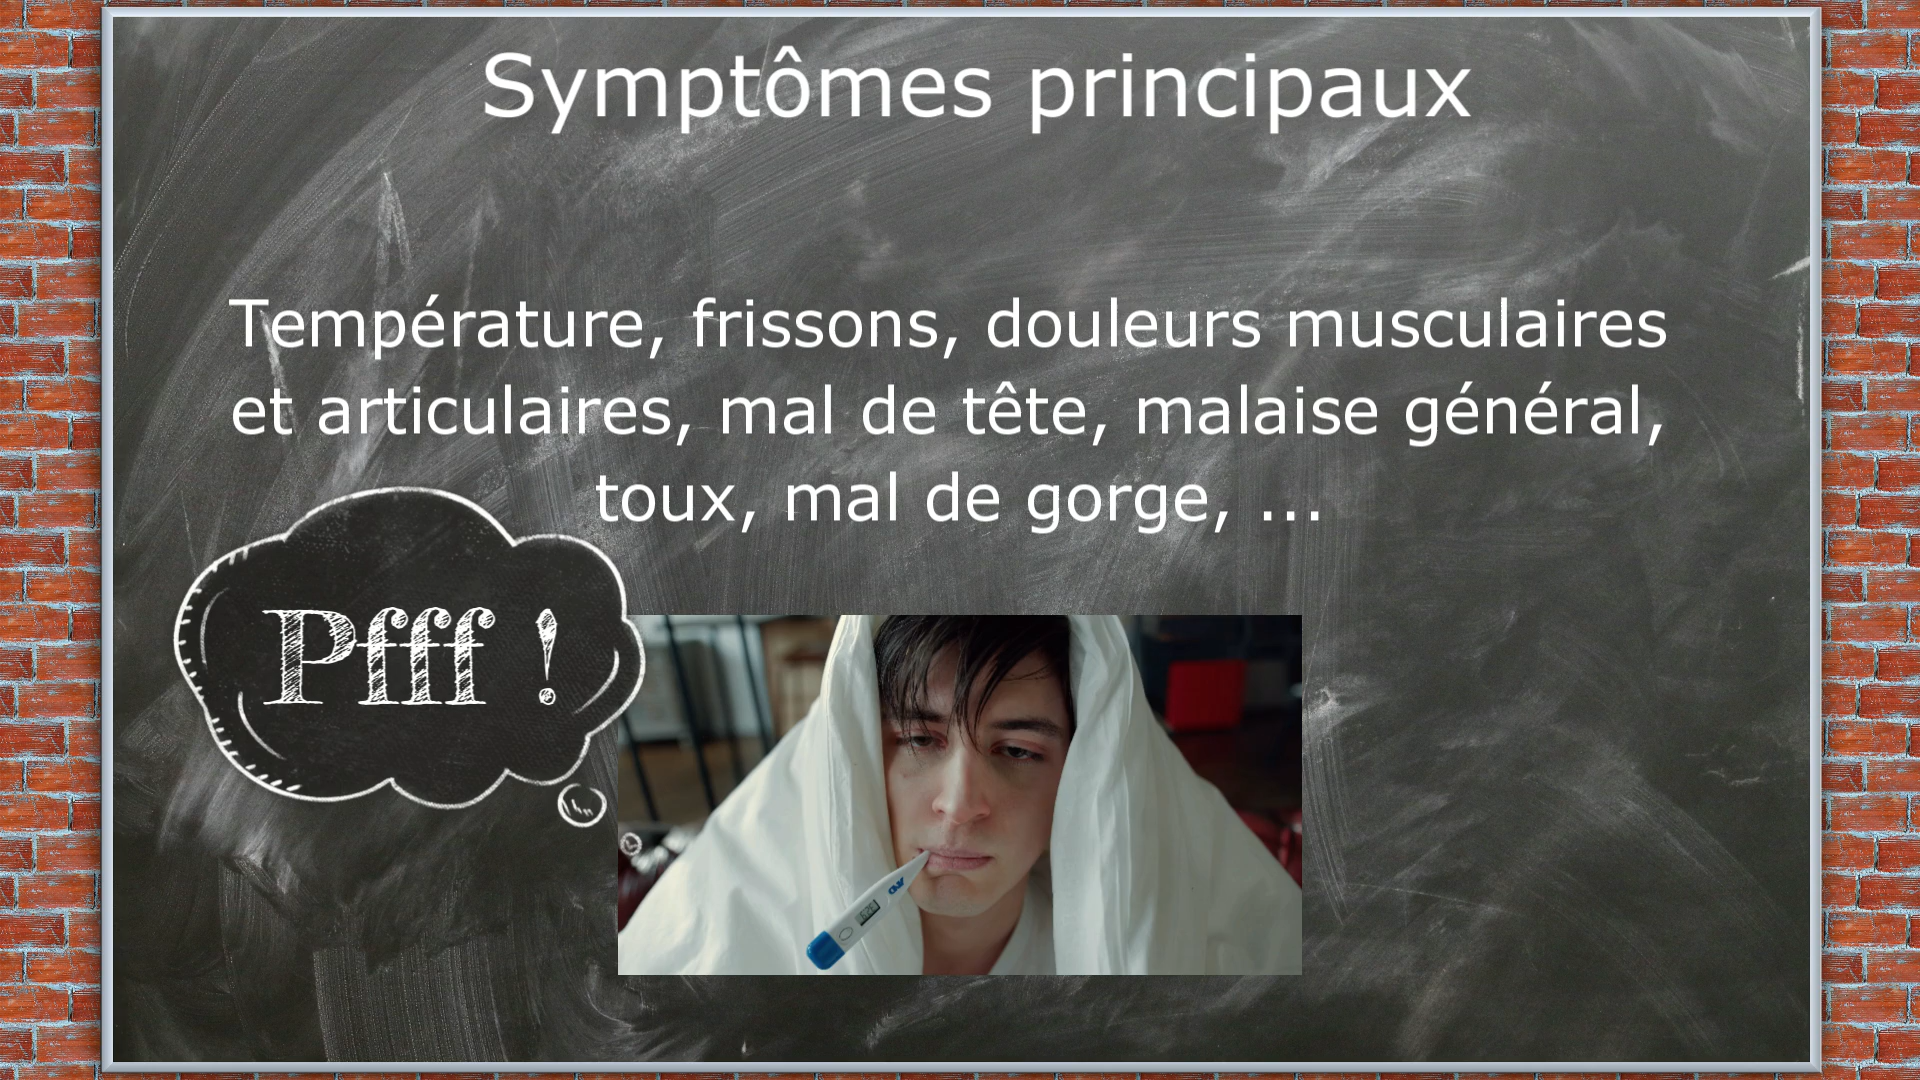 Symptômes principaux
Température, frissons, douleurs musculaires
et articulaires, mal de tête, malaise général,
toux, mal de gorge, ...
Pfff !